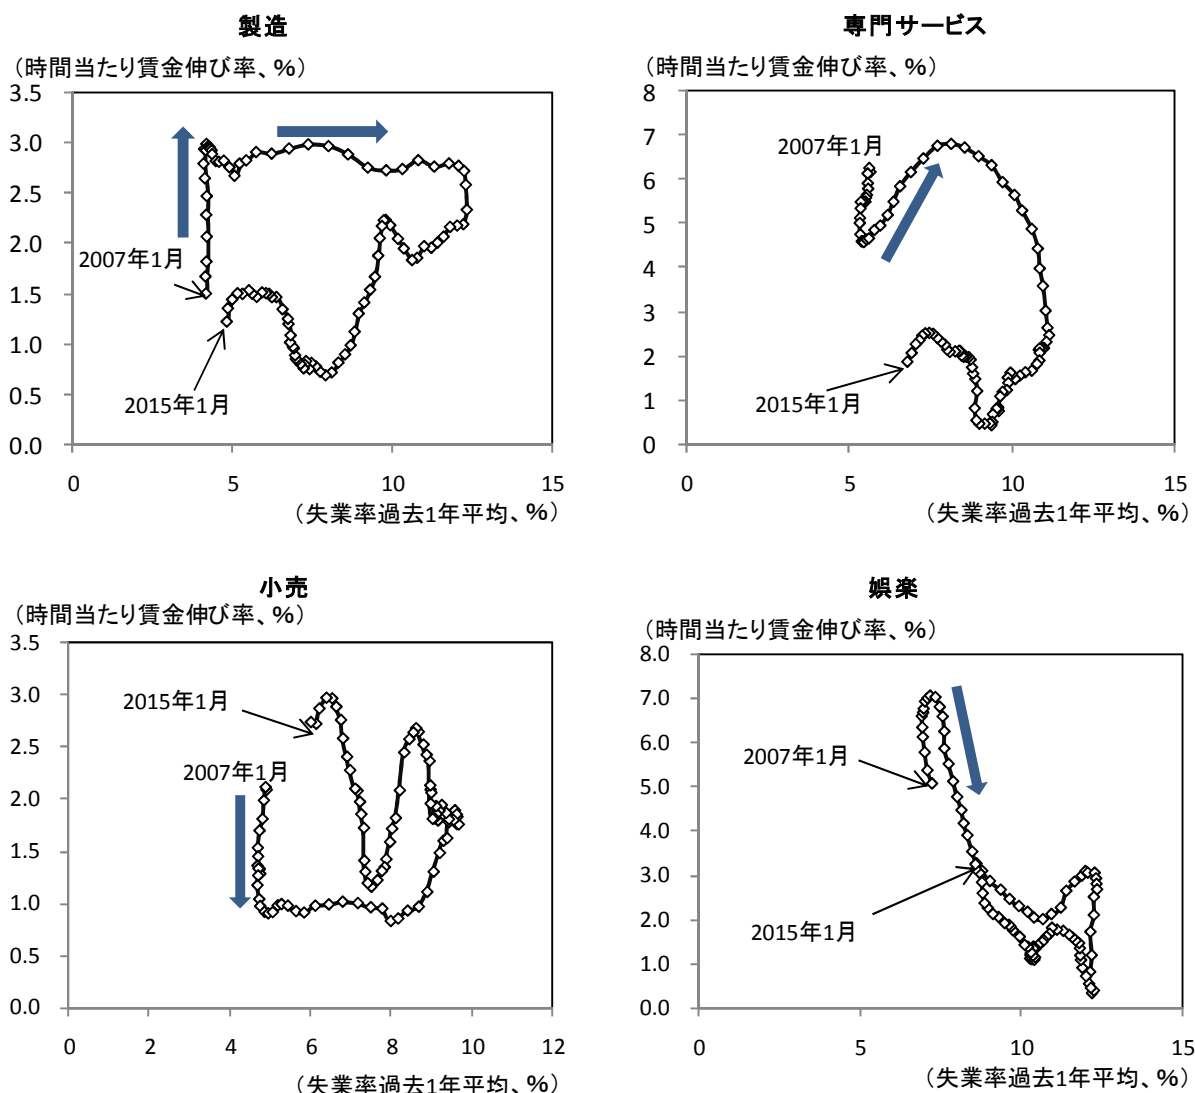 製造
（時間当たり賃金伸び率、%）
3.5
3.0
2.5
2.0
1.5
1.0
0.5
0.0
2007年1月
2015年1月
0 5 10 15
（失業率過去1年平均、%）
専門サービス
（時間当たり賃金伸び率、%）
8
7
6
5
4
3
2
1
0
2007年1月
2015年1月
0 5 10 15
（失業率過去1年平均、%）
小売
（時間当たり賃金伸び率、%）
3.5
3.0
2.5
2.0
1.5
1.0
0.5
0.0
2015年1月
2007年1月
0 2 4 6 8 10 12
（失業率過去1年平均、%）
娯楽
（時間当たり賃金伸び率、%）
8.0
7.0
6.0
5.0
4.0
3.0
2.0
1.0
0.0
2007年1月
2015年1月
0 5 10 15
（失業率過去1年平均、%）